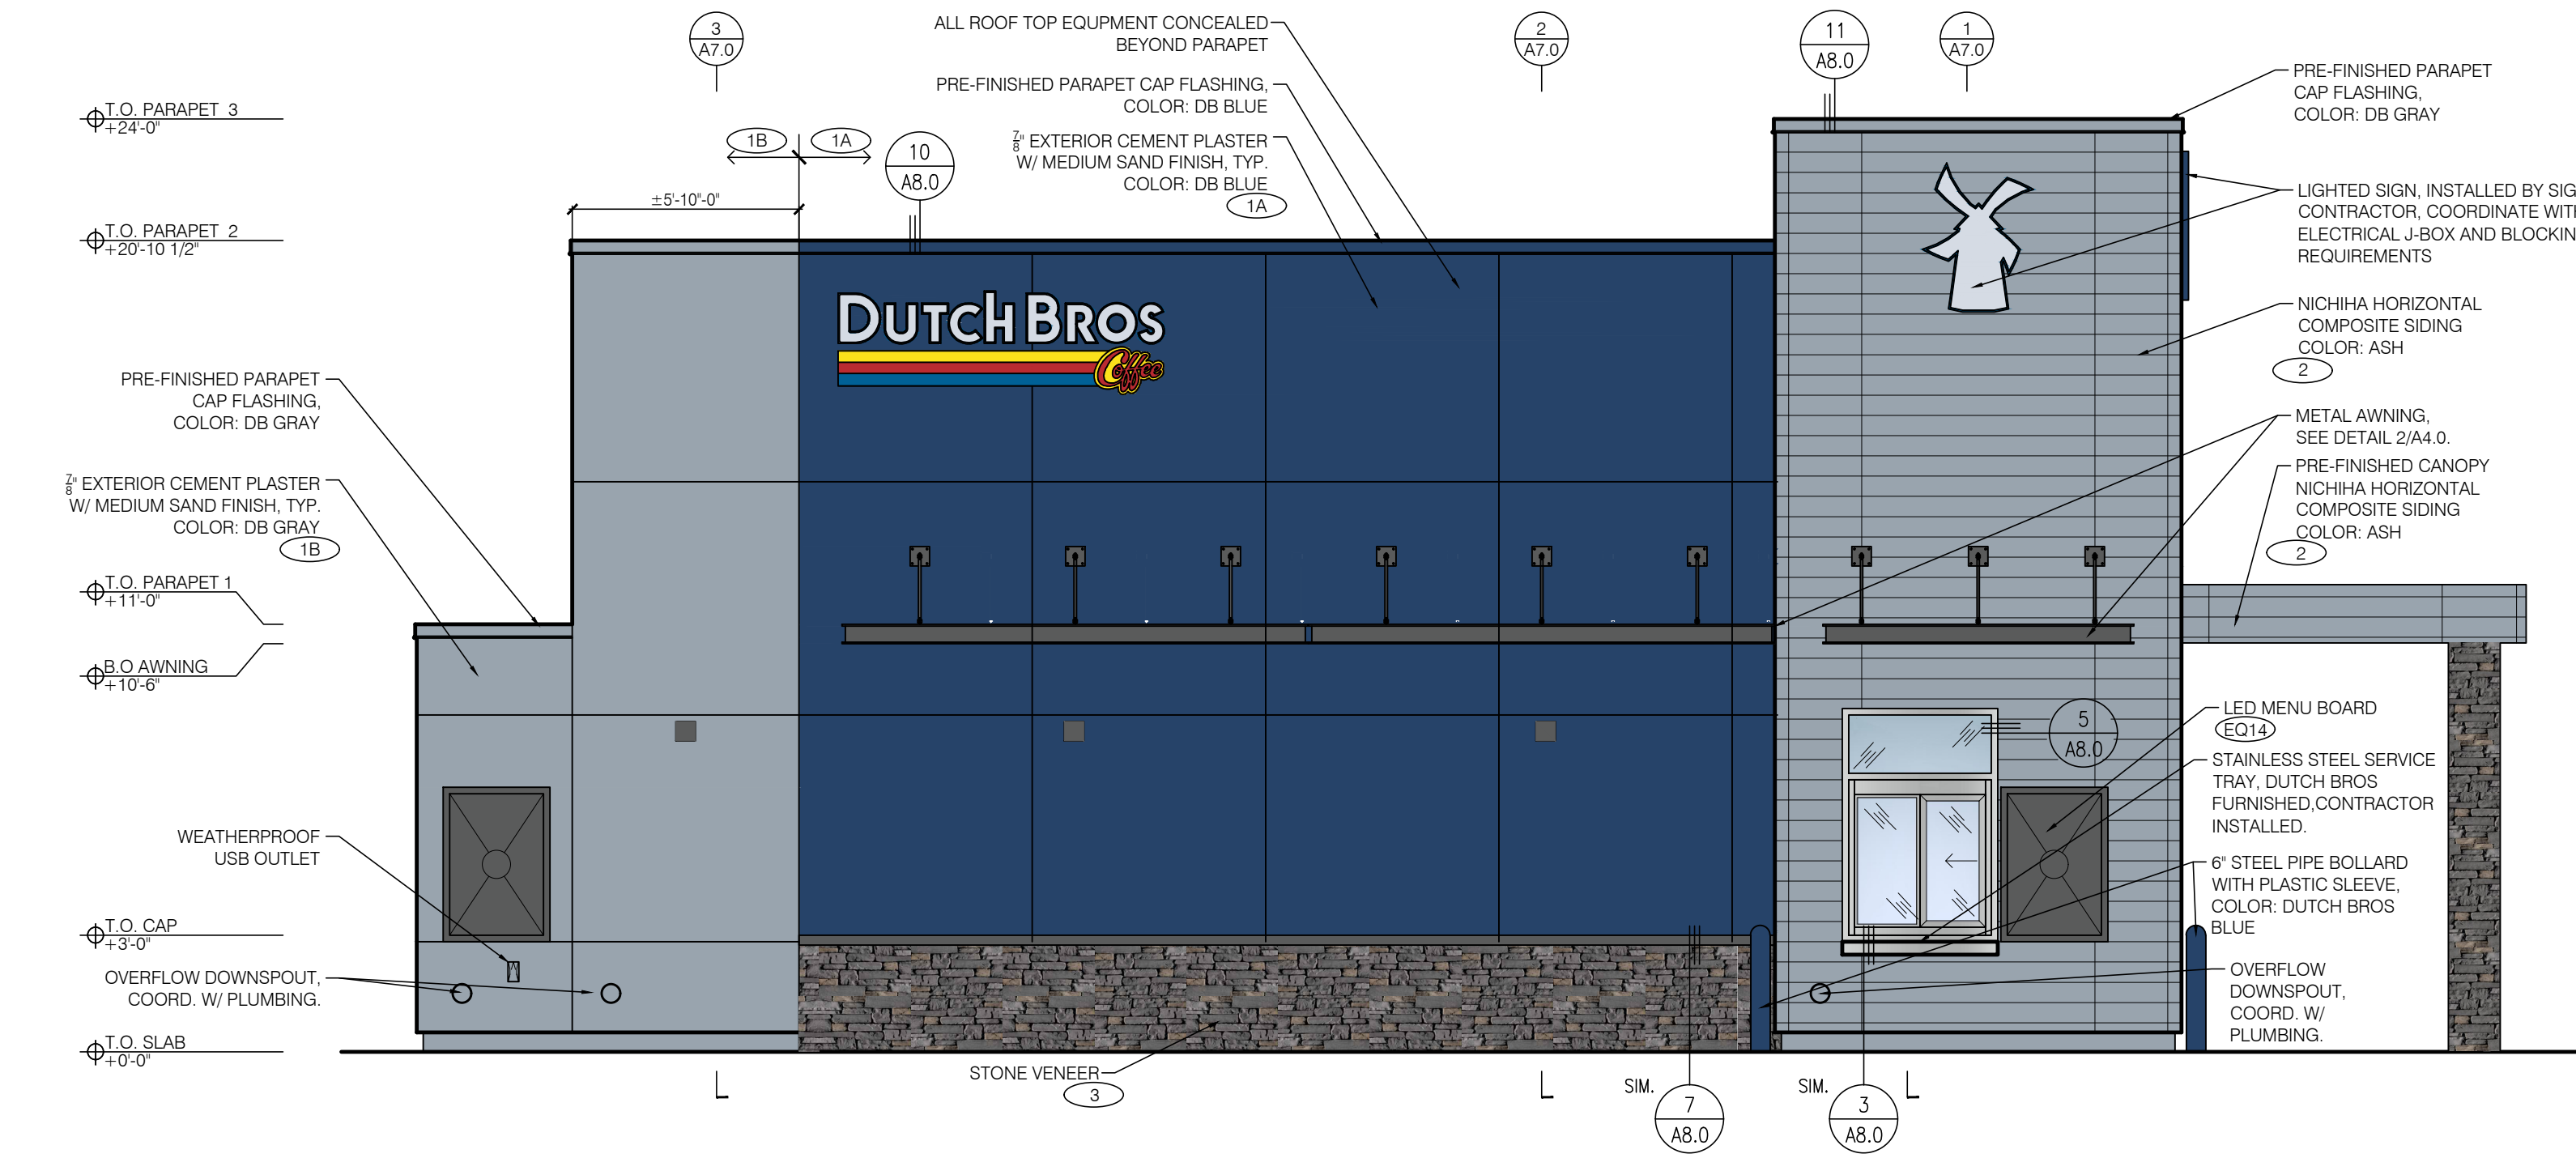 3
A7.0
ALL ROOF TOP EQUPMENT CONCEALED
BEYOND PARAPET
2
A7.0
11
A8.0
1
A7.0
PRE-FINISHED PARAPET
CAP FLASHING,
COLOR: DB GRAY
PRE-FINISHED PARAPET CAP FLASHING,
COLOR: DB BLUE
T.O. PARAPET 3
+24'-0"
1B
1A
10
A8.0
7/8" EXTERIOR CEMENT PLASTER
W/ MEDIUM SAND FINISH, TYP.
COLOR: DB BLUE
1A
±5'-10"-0"
LIGHTED SIGN, INSTALLED BY SIG
CONTRACTOR, COORDINATE WIT
ELECTRICAL J-BOX AND BLOCKIN
REQUIREMENTS
T.O. PARAPET 2
+20'-10 1/2"
DUTCH BROS
Coffee
NICHIHA HORIZONTAL
COMPOSITE SIDING
COLOR: ASH
2
PRE-FINISHED PARAPET
CAP FLASHING,
COLOR: DB GRAY
METAL AWNING,
SEE DETAIL 2/A4.0.
PRE-FINISHED CANOPY
NICHIHA HORIZONTAL
COMPOSITE SIDING
COLOR: ASH
2
7/8" EXTERIOR CEMENT PLASTER
W/ MEDIUM SAND FINISH, TYP.
COLOR: DB GRAY
1B
T.O. PARAPET 1
+11'-0"
B.O AWNING
+10'-6"
5
A8.0
LED MENU BOARD
EQ14
STAINLESS STEEL SERVICE
TRAY, DUTCH BROS
FURNISHED,CONTRACTOR
INSTALLED.
WEATHERPROOF
USB OUTLET
6" STEEL PIPE BOLLARD
WITH PLASTIC SLEEVE,
COLOR: DUTCH BROS
BLUE
T.O. CAP
+3'-0"
OVERFLOW DOWNSPOUT,
COORD. W/ PLUMBING.
OVERFLOW
DOWNSPOUT,
COORD. W/
PLUMBING.
T.O. SLAB
+0'-0"
STONE VENEER
3
SIM.
7
A8.0
SIM.
3
A8.0